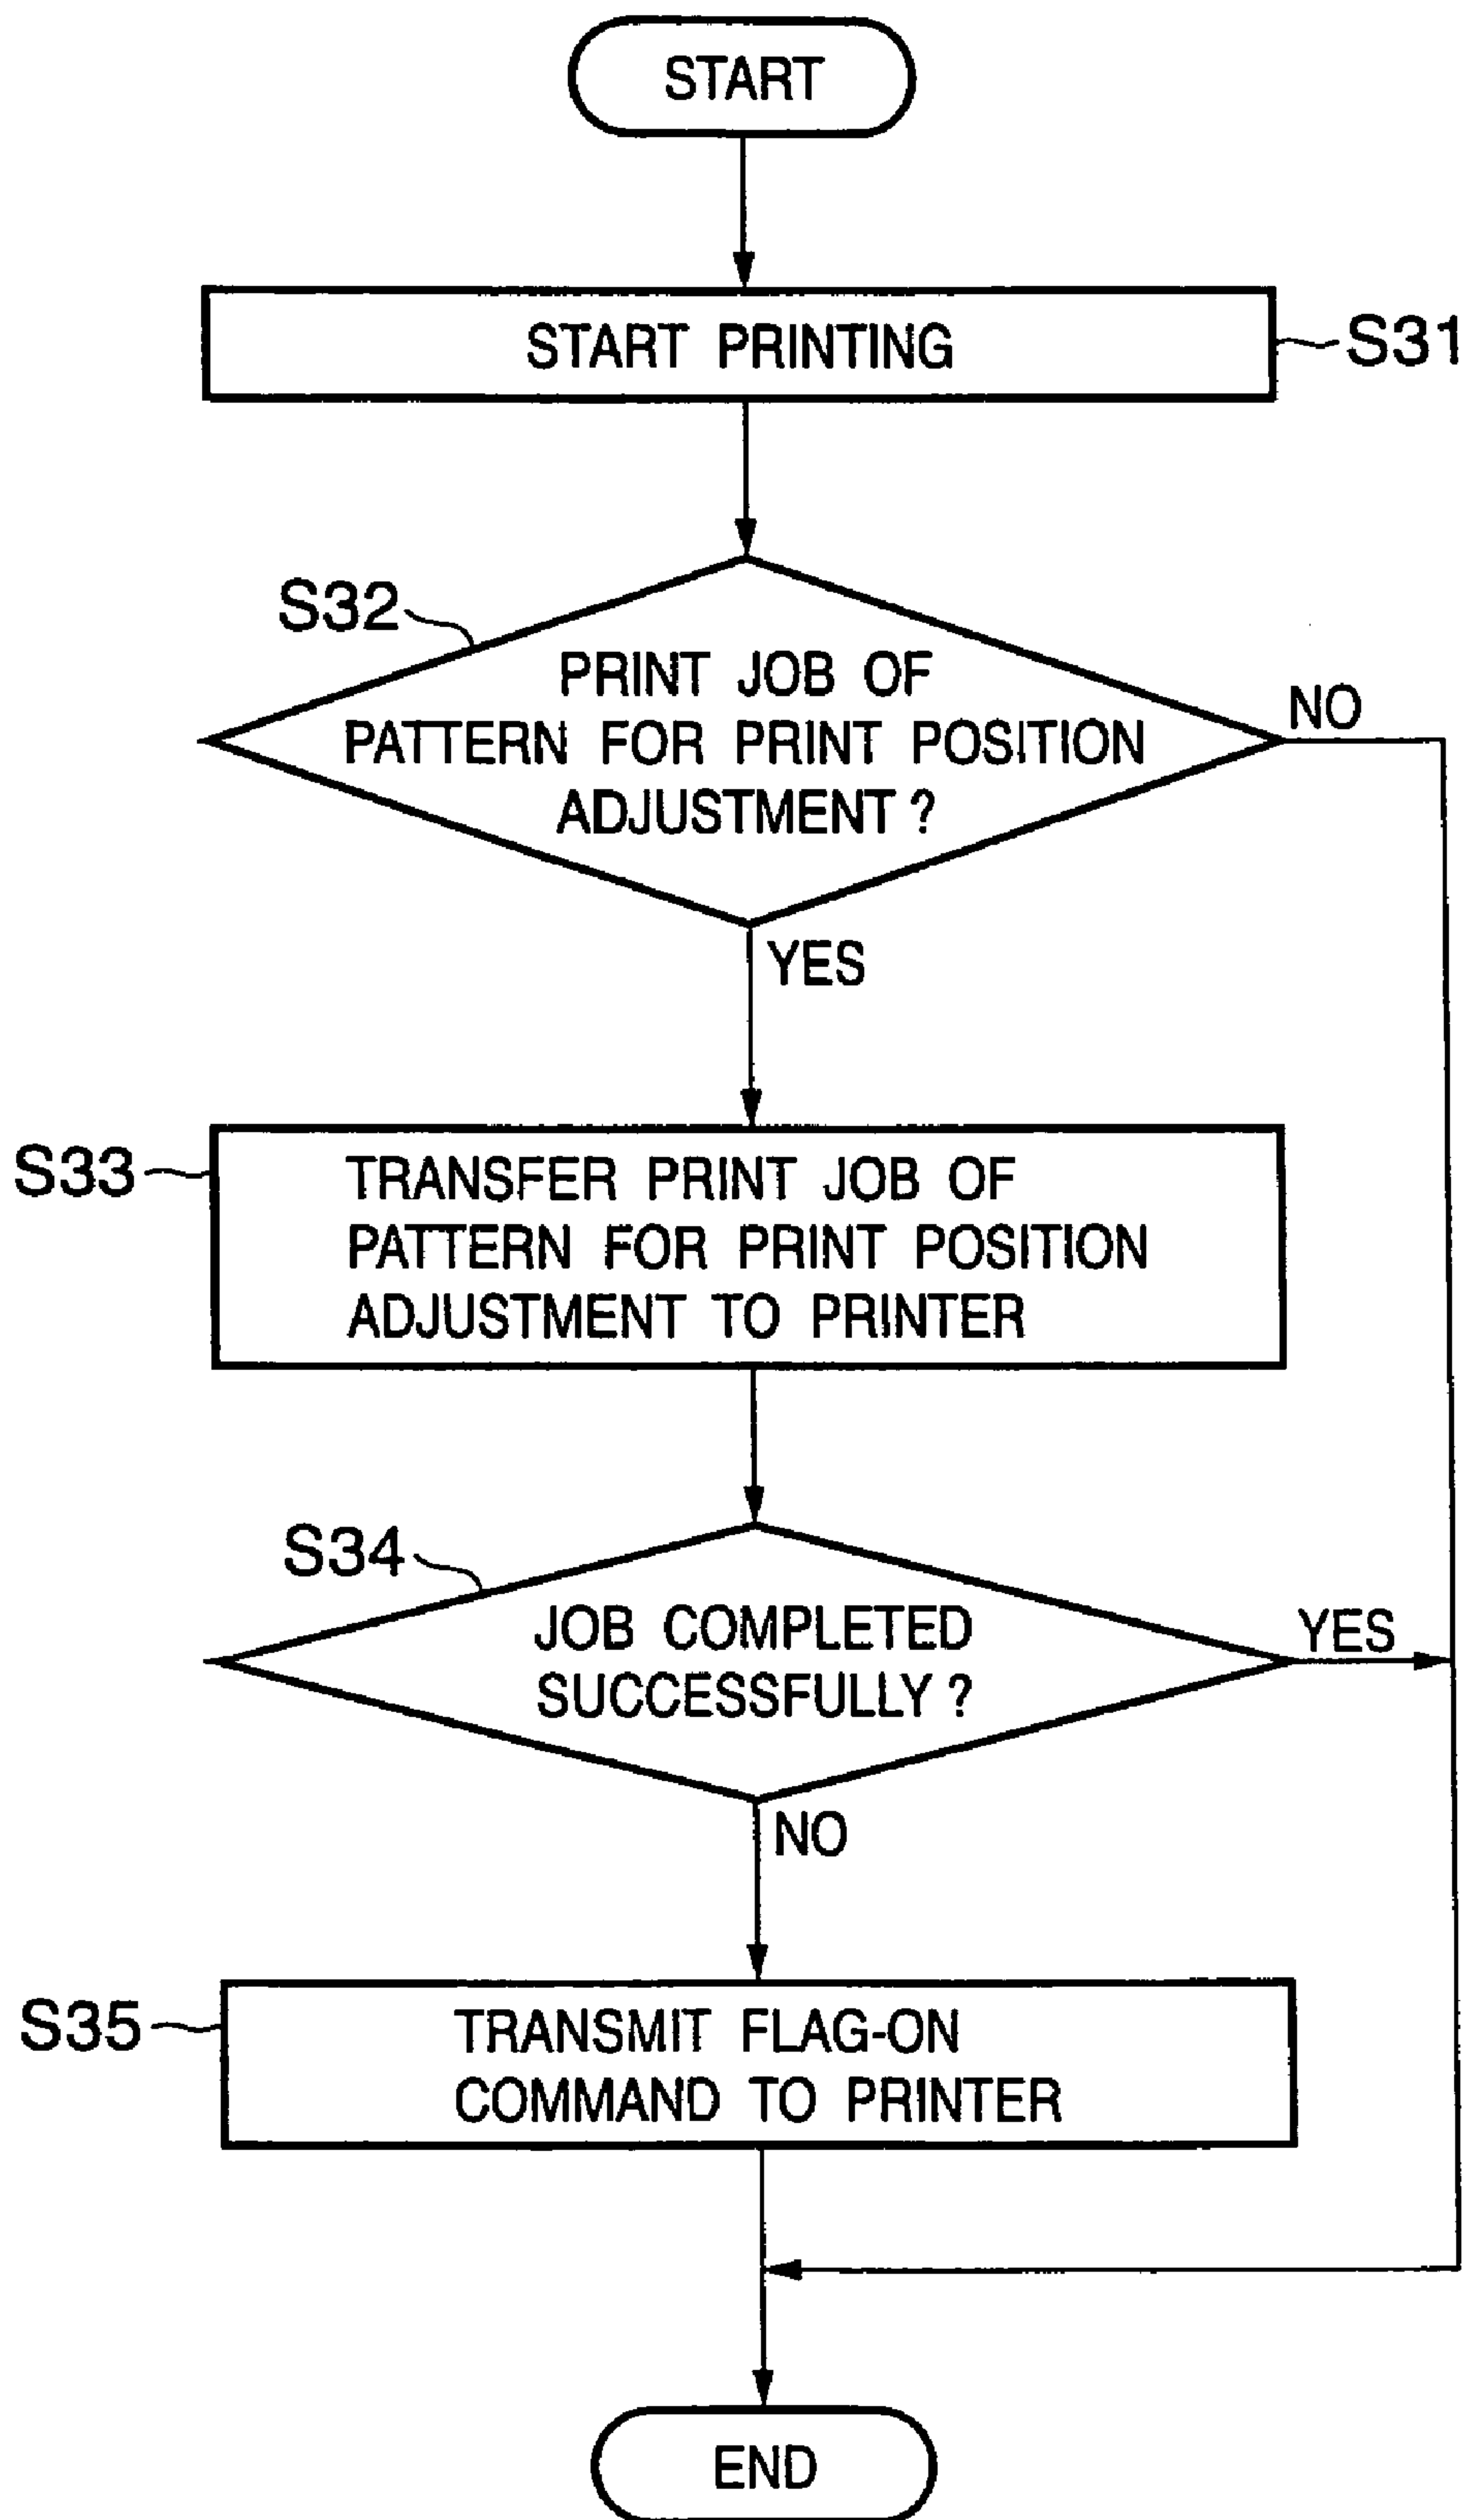 START
START PRINTING
S31
S32
PRINT JOB OF
PATTERN FOR PRINT POSITION
ADJUSTMENT ?
NO
YES
S33
TRANSFER PRINT JOB OF
PATTERN FOR PRINT POSITION
ADJUSTMENT TO PRINTER
S34
JOB COMPLETED
SUCCESSFULLY ?
YES
NO
S35
TRANSMIT FLAG-ON
COMMAND TO PRINTER
END